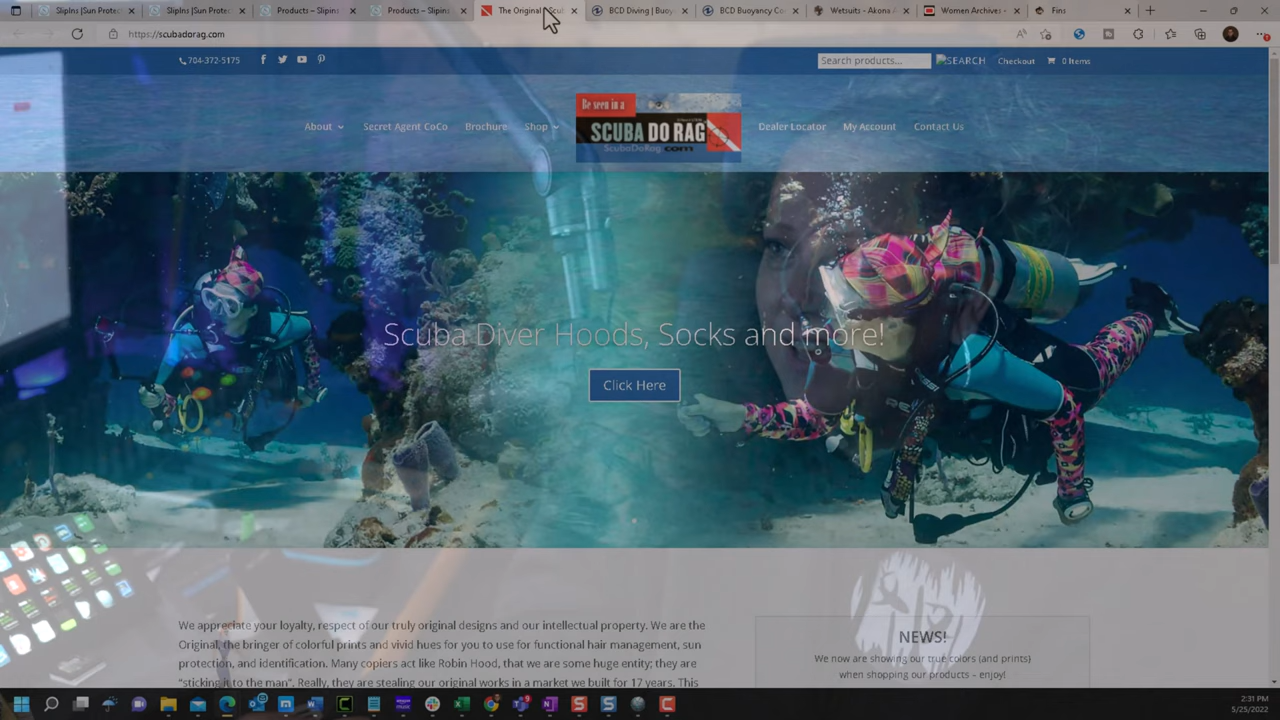 SlipIns |Sun Protec
SlipIns |Sun Protec
Products – Slipins
Products – Slipins
The Original
BCD Diving | Buoy
BCD Buoyancy Co
Wetsuits - Akona A
Women Archives -
Fins
https://scubadorag.com
704-372-5175
Search products...
SEARCH
Checkout
0 Items
About
Secret Agent CoCo
Brochure
Shop
Be seen in a
SCUBA DO RAG
ScubaDoRag.com
Dealer Locator
My Account
Contact Us
Scuba Diver Hoods, Socks and more!
Click Here
We appreciate your loyalty, respect of our truly original designs and our intellectual property. We are the
Original, the bringer of colorful prints and vivid hues for you to use for functional hair management, sun
protection, and identification. Many copiers act like Robin Hood, that we are some huge entity; they are
"sticking it to the man". Really, they are stealing our original works in a market we built for 17 years. This
NEWS!
We now are showing our true colors (and prints)
when shopping our products - enjoy!
2:31 PM
5/25/2022